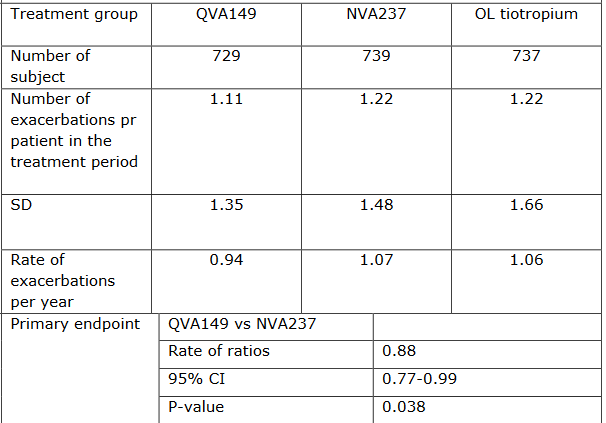 Treatment group QVA149 NVA237 OL tiotropium
Number of 729 739 737
subject
Number of 1.11 1.22 1.22
exacerbations pr
patient in the
treatment period
SD 1.35 1.48 1.66
Rate of 0.94 1.07 1.06
exacerbations
per year
Primary endpoint QVA149 vs NVA237
Rate of ratios 0.88
95% CI 0.77-0.99
P-value 0.038